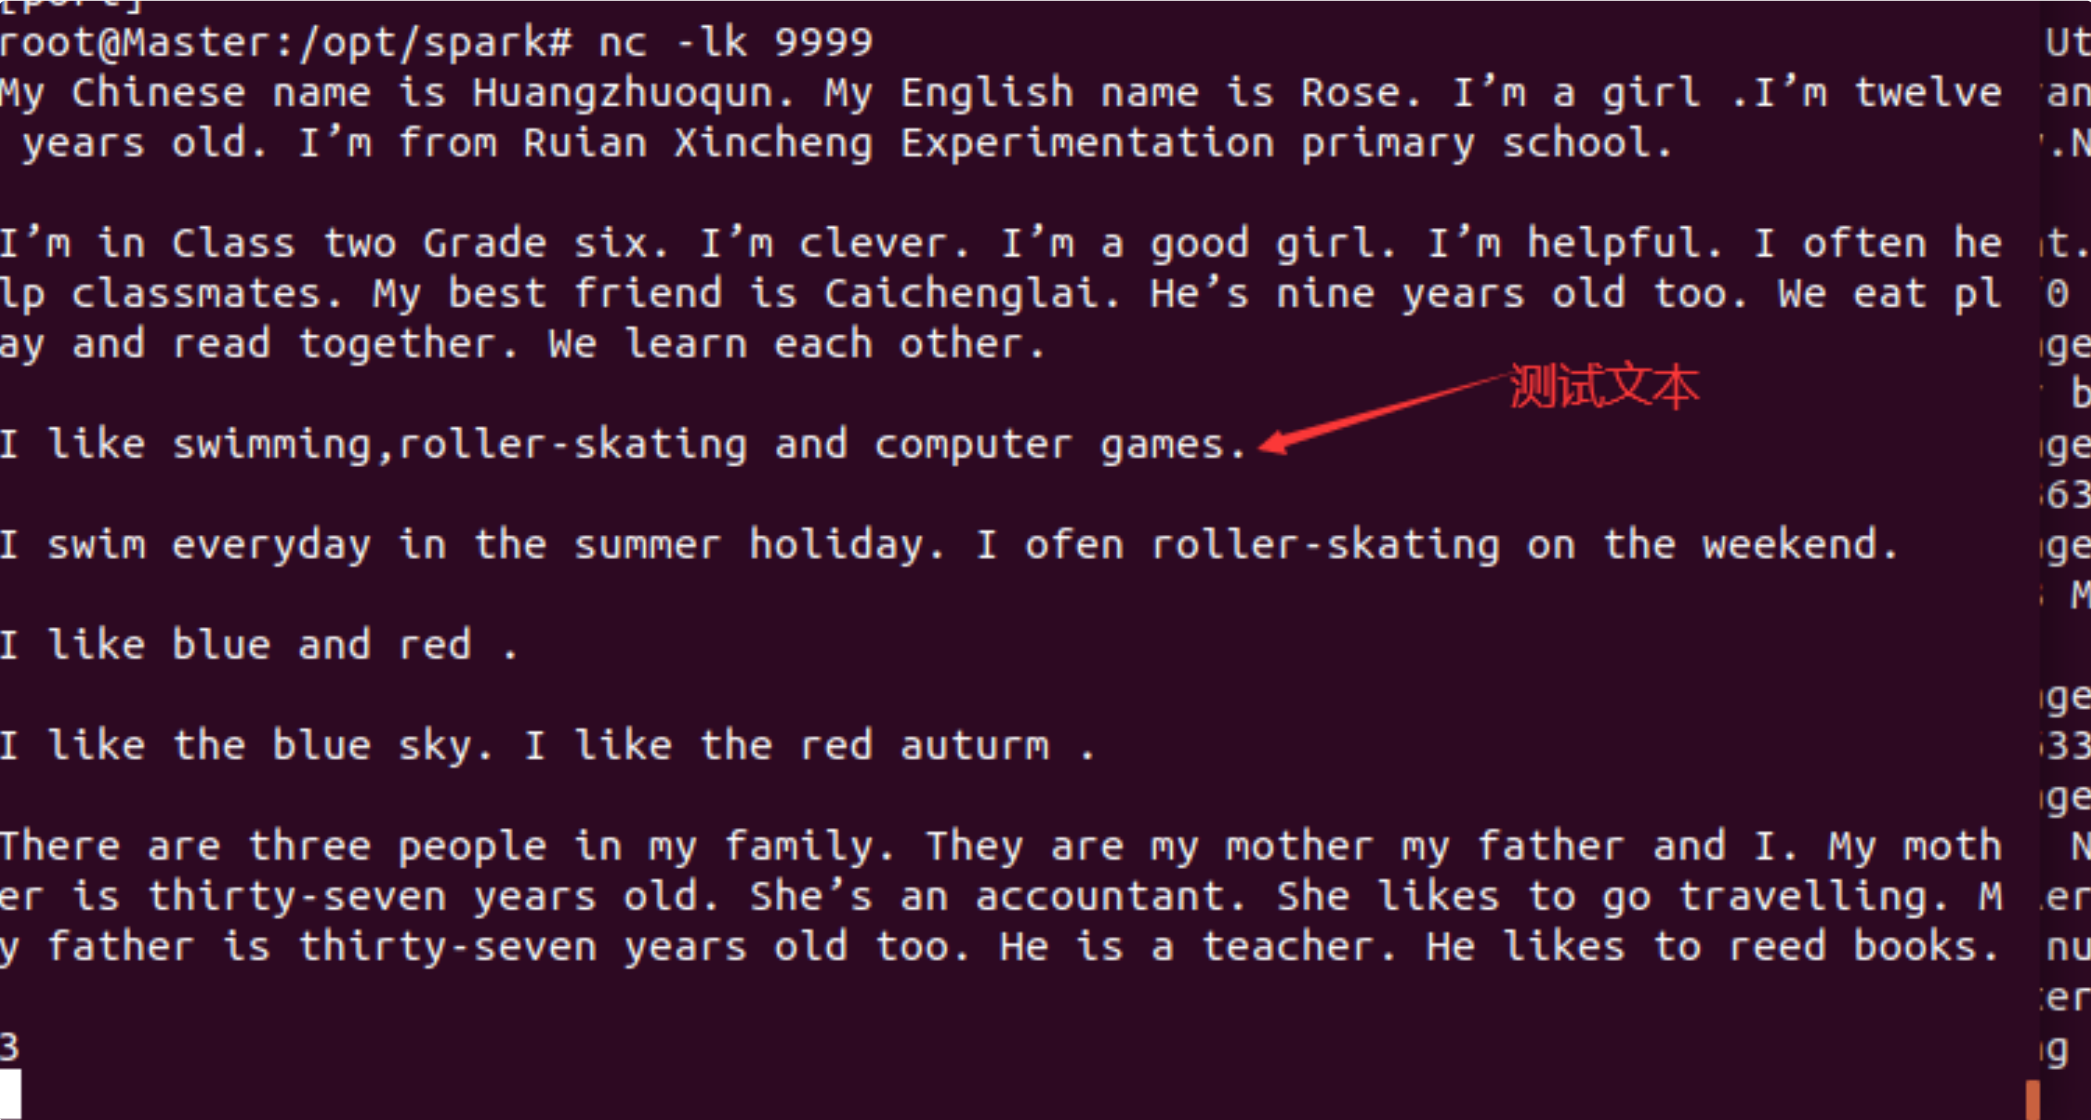 root@Master:/opt/spark# nc -lk 9999
My Chinese name is Huangzhuoqun. My English name is Rose. I’m a girl .I’m twelve
years old. I’m from Ruian Xincheng Experimentation primary school.
I’m in Class two Grade six. I’m clever. I’m a good girl. I’m helpful. I often he
lp classmates. My best friend is Caichenglai. He’s nine years old too. We eat pl
ay and read together. We learn each other.
测试文本
I like swimming,roller-skating and computer games.
I swim everyday in the summer holiday. I ofen roller-skating on the weekend.
I like blue and red .
I like the blue sky. I like the red auturm .
There are three people in my family. They are my mother my father and I. My moth
er is thirty-seven years old. She’s an accountant. She likes to go travelling. M
y father is thirty-seven years old too. He is a teacher. He likes to reed books.
3